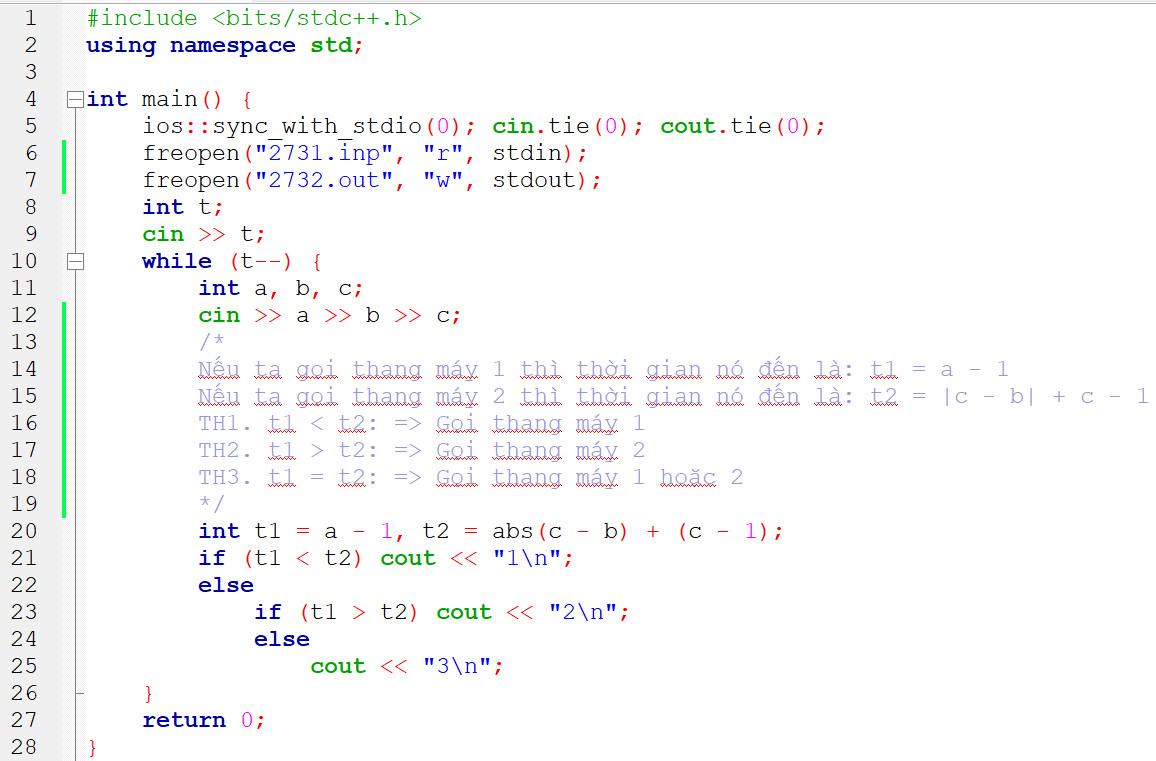 1 #include <bits/stdc++.h>
2 using namespace std;
3
4 int main() {
5 ios::sync_with_stdio(0); cin.tie(0); cout.tie(0);
6 freopen("2731.inp", "r", stdin);
7 freopen("2732.out", "w", stdout);
8 int t;
9 cin >> t;
10 while (t--) {
11 int a, b, c;
12 cin >> a >> b >> c;
13 /*
14 Nếu ta gọi thang máy 1 thì thời gian nó đến là: t1 = a - 1
15 Nếu ta gọi thang máy 2 thì thời gian nó đến là: t2 = |c - b| + c - 1
16 TH1. t1 < t2: => Gọi thang máy 1
17 TH2. t1 > t2: => Gọi thang máy 2
18 TH3. t1 = t2: => Gọi thang máy 1 hoặc 2
19 */
20 int t1 = a - 1, t2 = abs(c - b) + (c - 1);
21 if (t1 < t2) cout << "1\n";
22 else
23 if (t1 > t2) cout << "2\n";
24 else
25 cout << "3\n";
26 }
27 return 0;
28 }